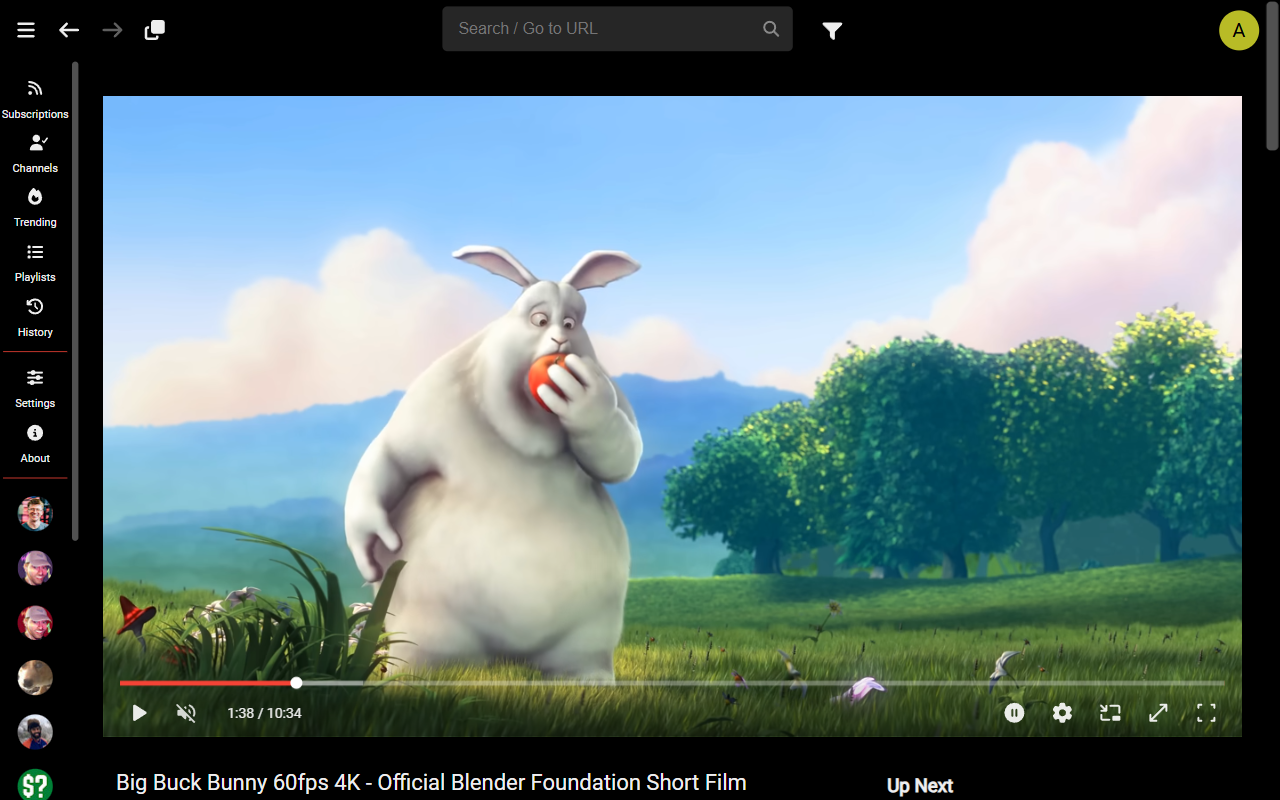 Search / Go to URL
A
Subscriptions
Channels
Trending
Playlists
History
Settings
About
$?
1:38 / 10:34
Big Buck Bunny 60fps 4K - Official Blender Foundation Short Film
Up Next